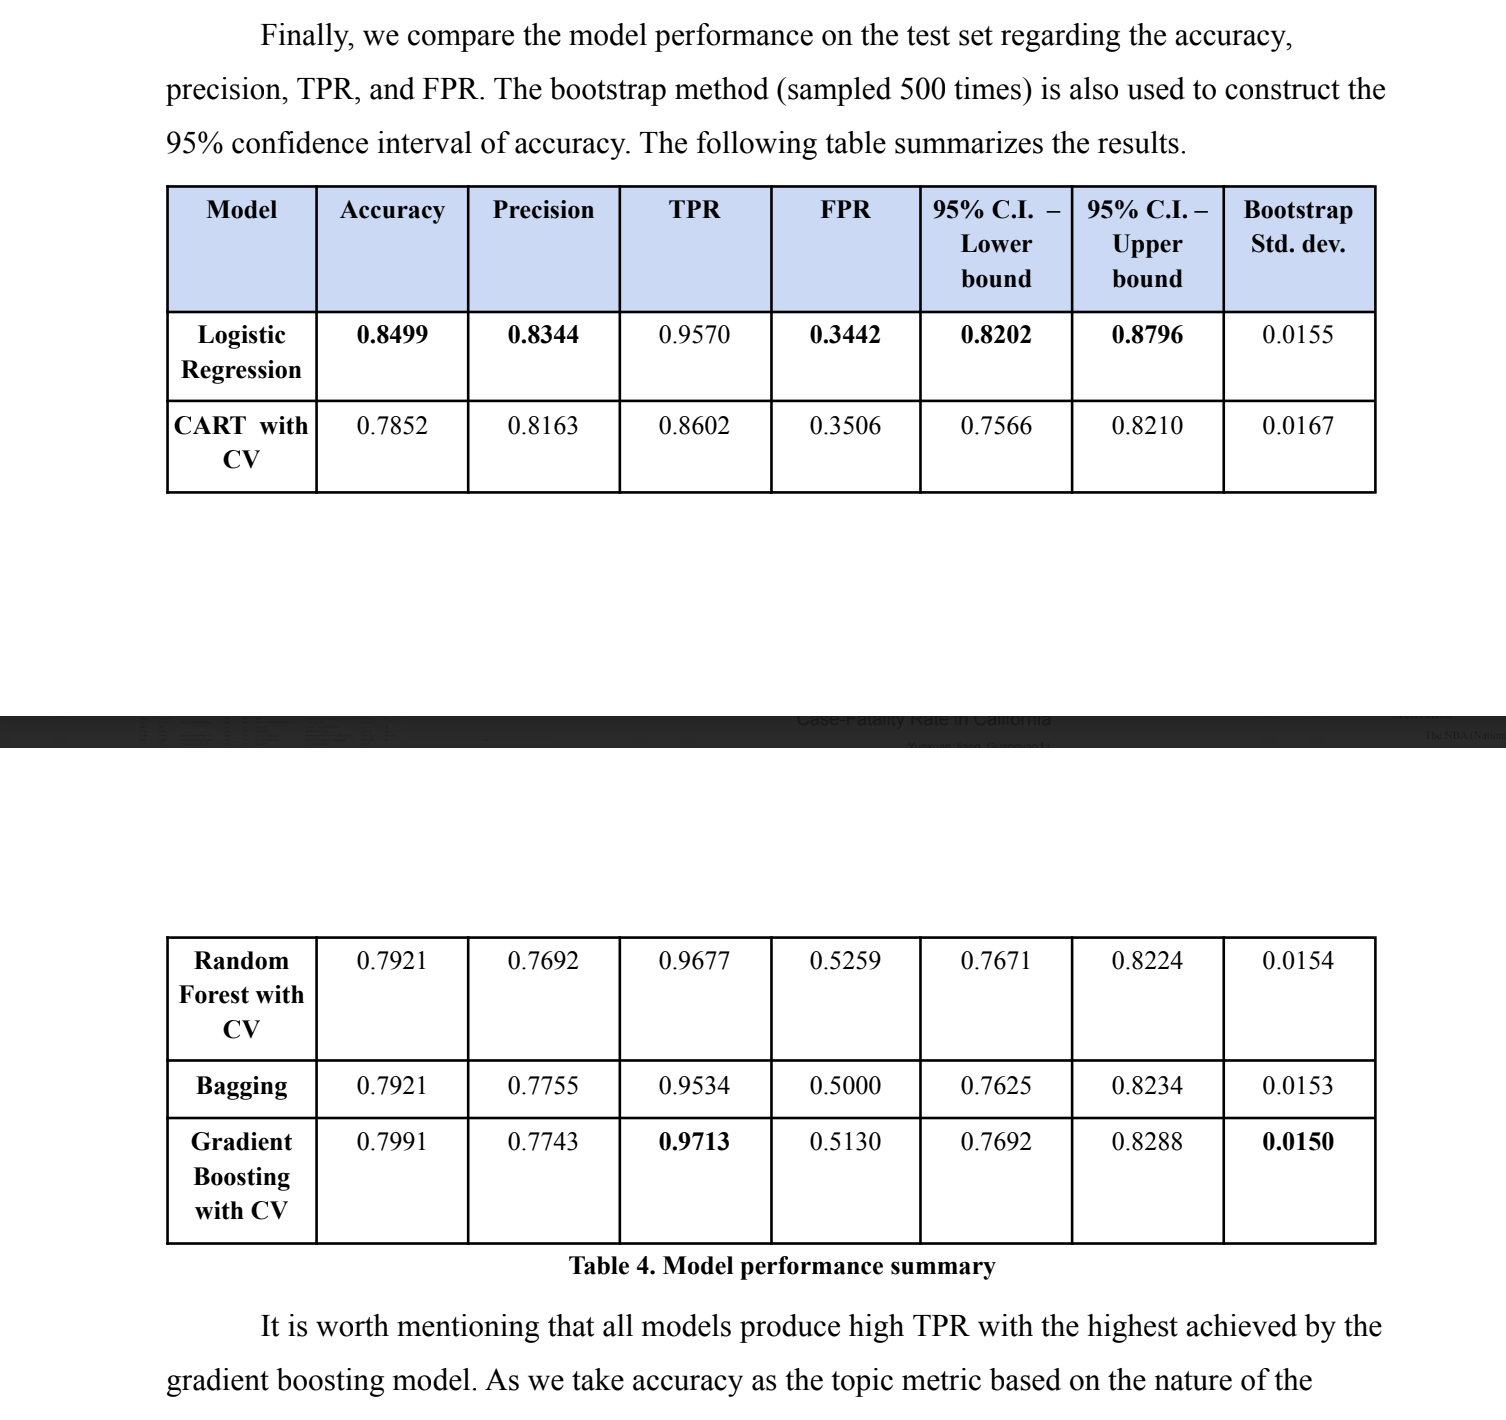 Finally, we compare the model performance on the test set regarding the accuracy,
precision, TPR, and FPR. The bootstrap method (sampled 500 times) is also used to construct the
95% confidence interval of accuracy. The following table summarizes the results.
Model Accuracy Precision TPR FPR 95% C.I. – Lower bound 95% C.I. – Upper bound Bootstrap Std. dev.
Logistic Regression 0.8499 0.8344 0.9570 0.3442 0.8202 0.8796 0.0155
CART with CV 0.7852 0.8163 0.8602 0.3506 0.7566 0.8210 0.0167
Case-Fatality Rate in California
Random Forest with CV 0.7921 0.7692 0.9677 0.5259 0.7671 0.8224 0.0154
Bagging 0.7921 0.7755 0.9534 0.5000 0.7625 0.8234 0.0153
Gradient Boosting with CV 0.7991 0.7743 0.9713 0.5130 0.7692 0.8288 0.0150
Table 4. Model performance summary
It is worth mentioning that all models produce high TPR with the highest achieved by the
gradient boosting model. As we take accuracy as the topic metric based on the nature of the